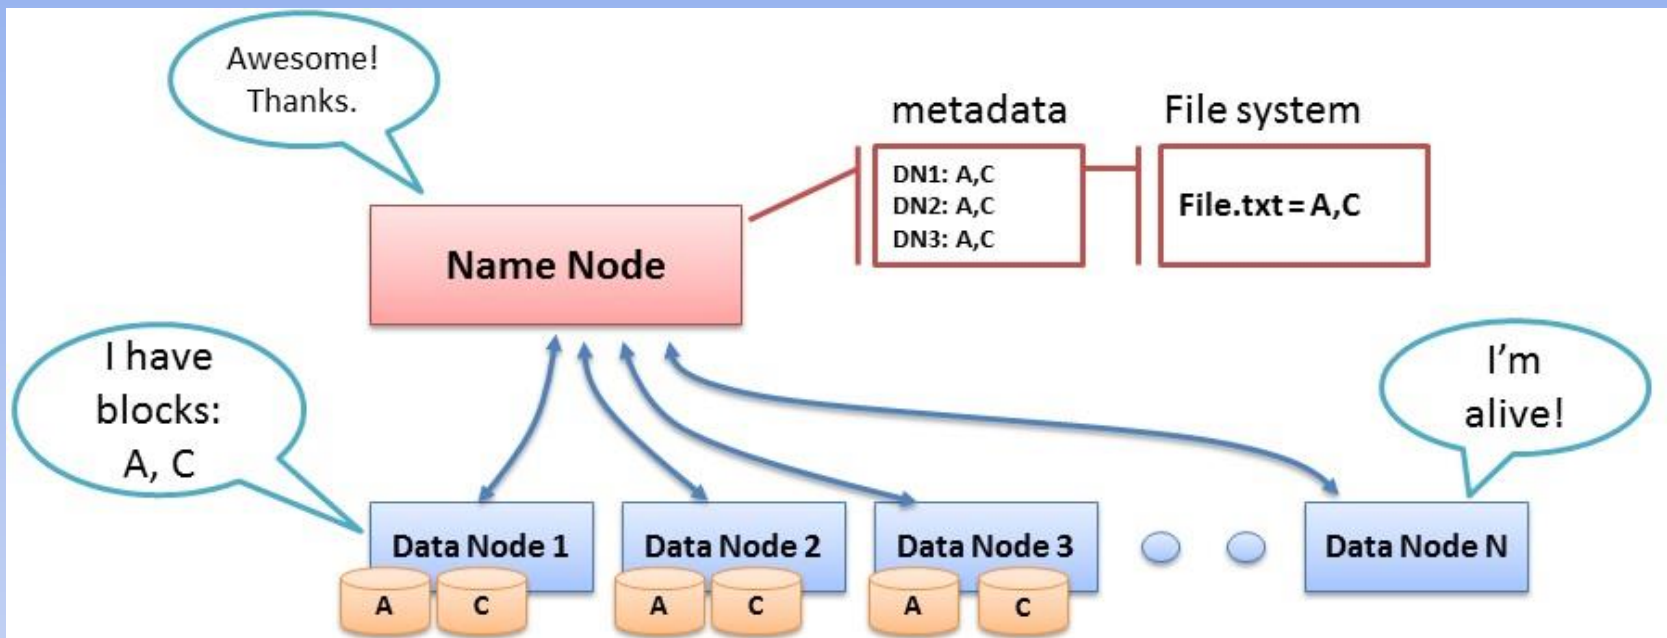 Awesome!
Thanks.
metadata
File system
DN1: A,C
DN2: A,C
DN3: A,C
File.txt = A,C
Name Node
I have
blocks:
A, C
I'm
alive!
Data Node 1
Data Node 2
Data Node 3
Data Node N
A
C
A
C
A
C